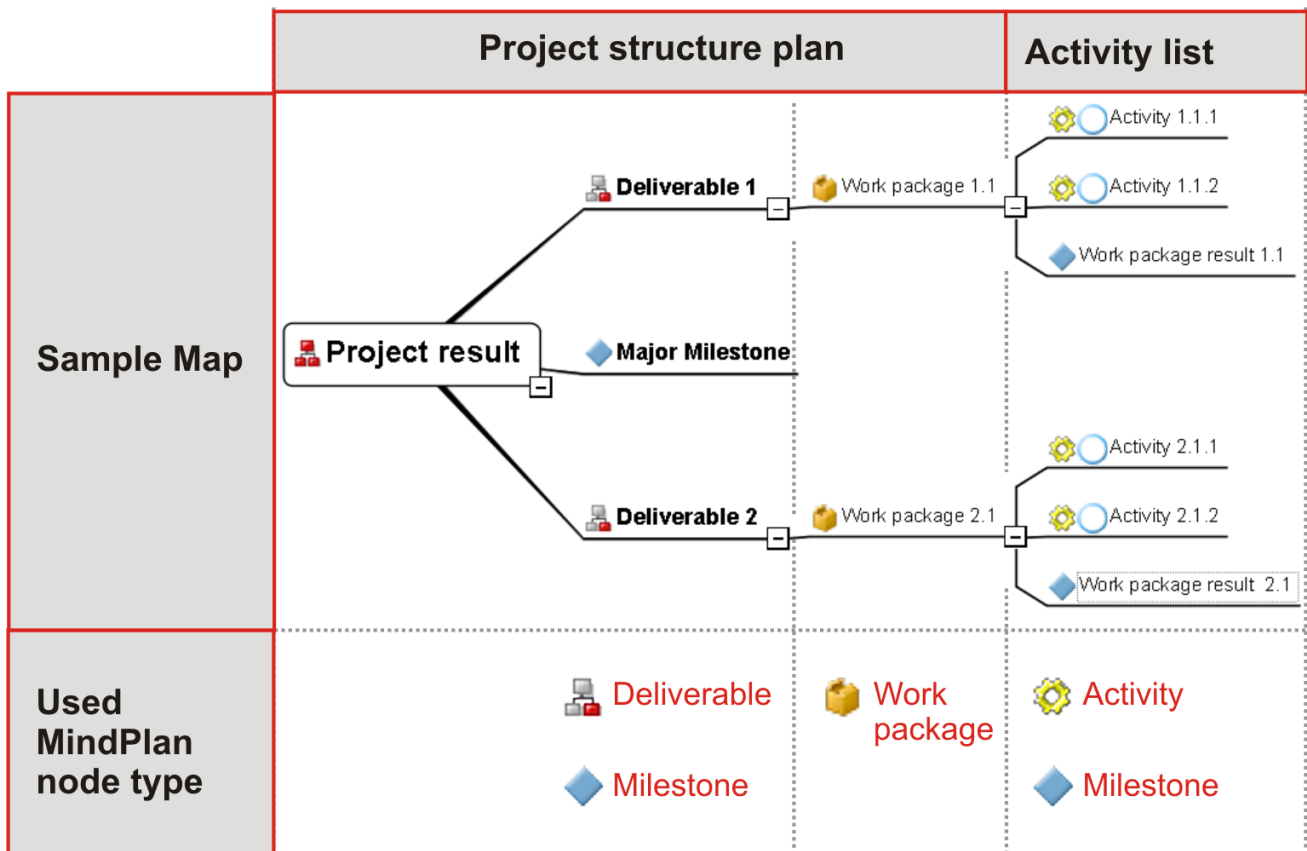 Project structure plan
Activity list
Sample Map
Project result
Deliverable 1
Work package 1.1
Activity 1.1.1
Activity 1.1.2
Work package result 1.1
Major Milestone
Deliverable 2
Work package 2.1
Activity 2.1.1
Activity 2.1.2
Work package result 2.1
Used
MindPlan
node type
Deliverable
Milestone
Work
package
Activity
Milestone